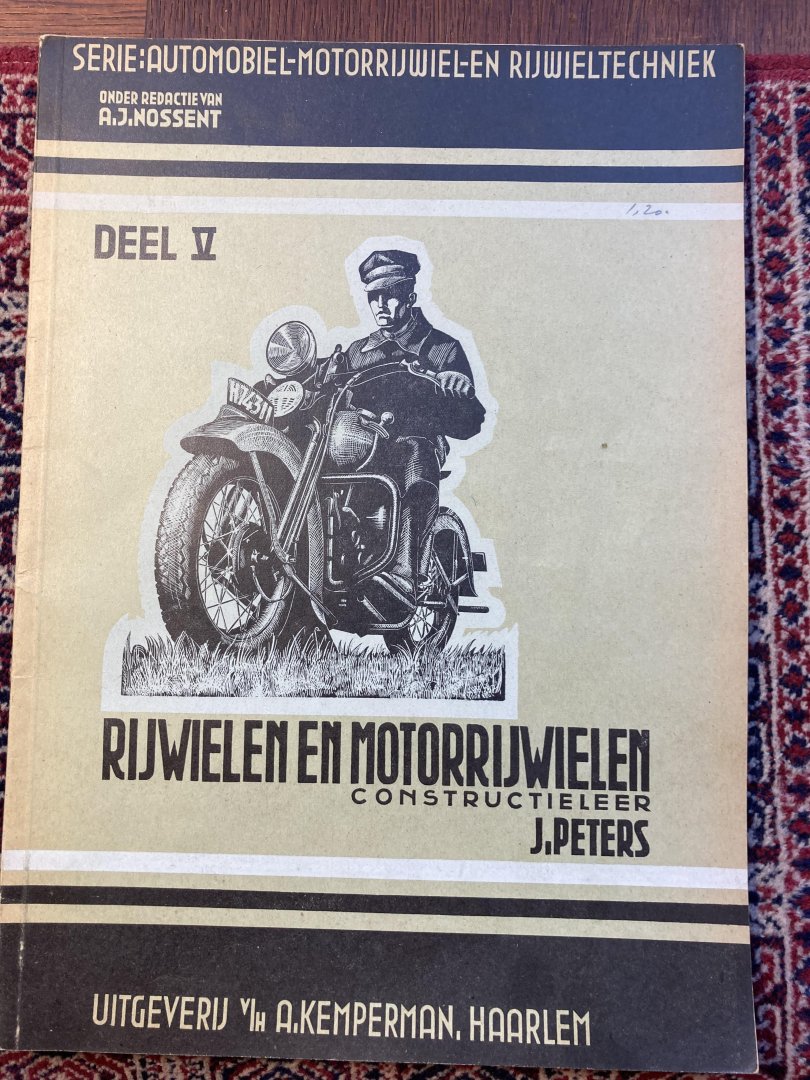 SERIE: AUTOMOBIEL-MOTORRIJWIEL-EN RIJWIELTECHNIEK
ONDER REDACTIE VAN
A.J. NOSSENT
1,20.
DEEL V
H74311
RIJWIELEN EN MOTORRIJWIELEN
CONSTRUCTIELEER
J. PETERS
UITGEVERIJ V/H A. KEMPERMAN. HAARLEM